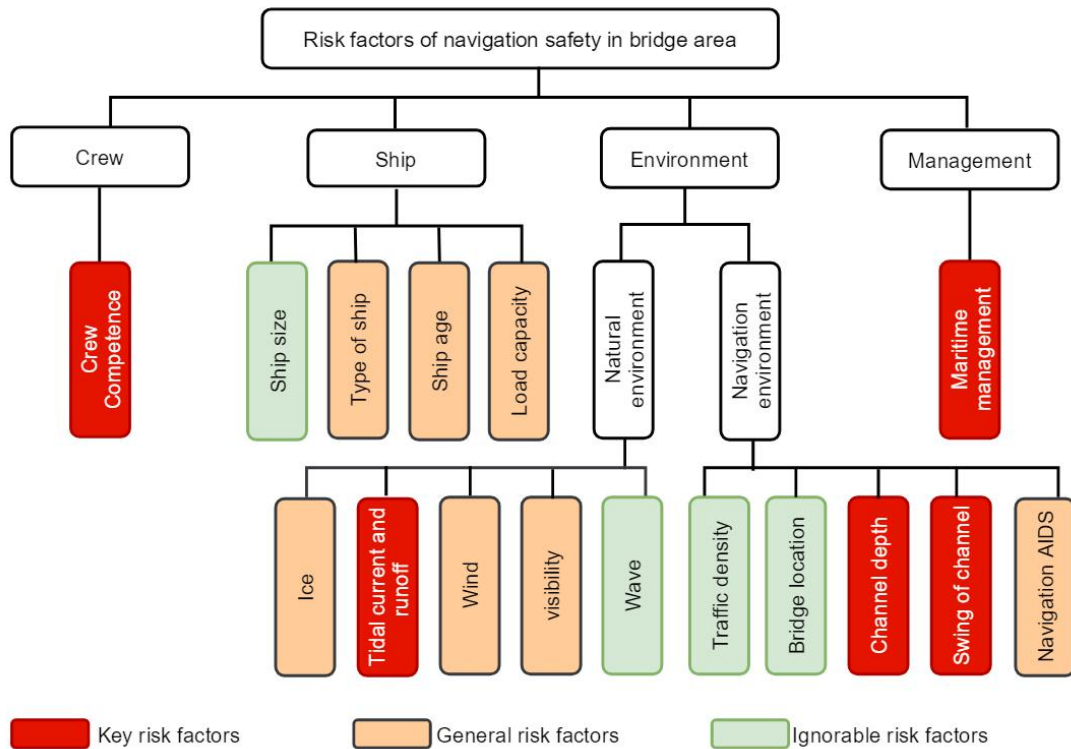 Risk factors of navigation safety in bridge area
Crew
Ship
Environment
Management
Crew
Competence
Ship size
Type of ship
Ship age
Load capacity
Natural
environment
Navigation
environment
Maritime
management
Ice
Tidal current and
runoff
Wind
visibility
Wave
Traffic density
Bridge location
Channel depth
Swing of channel
Navigation AIDS
Key risk factors
General risk factors
Ignorable risk factors